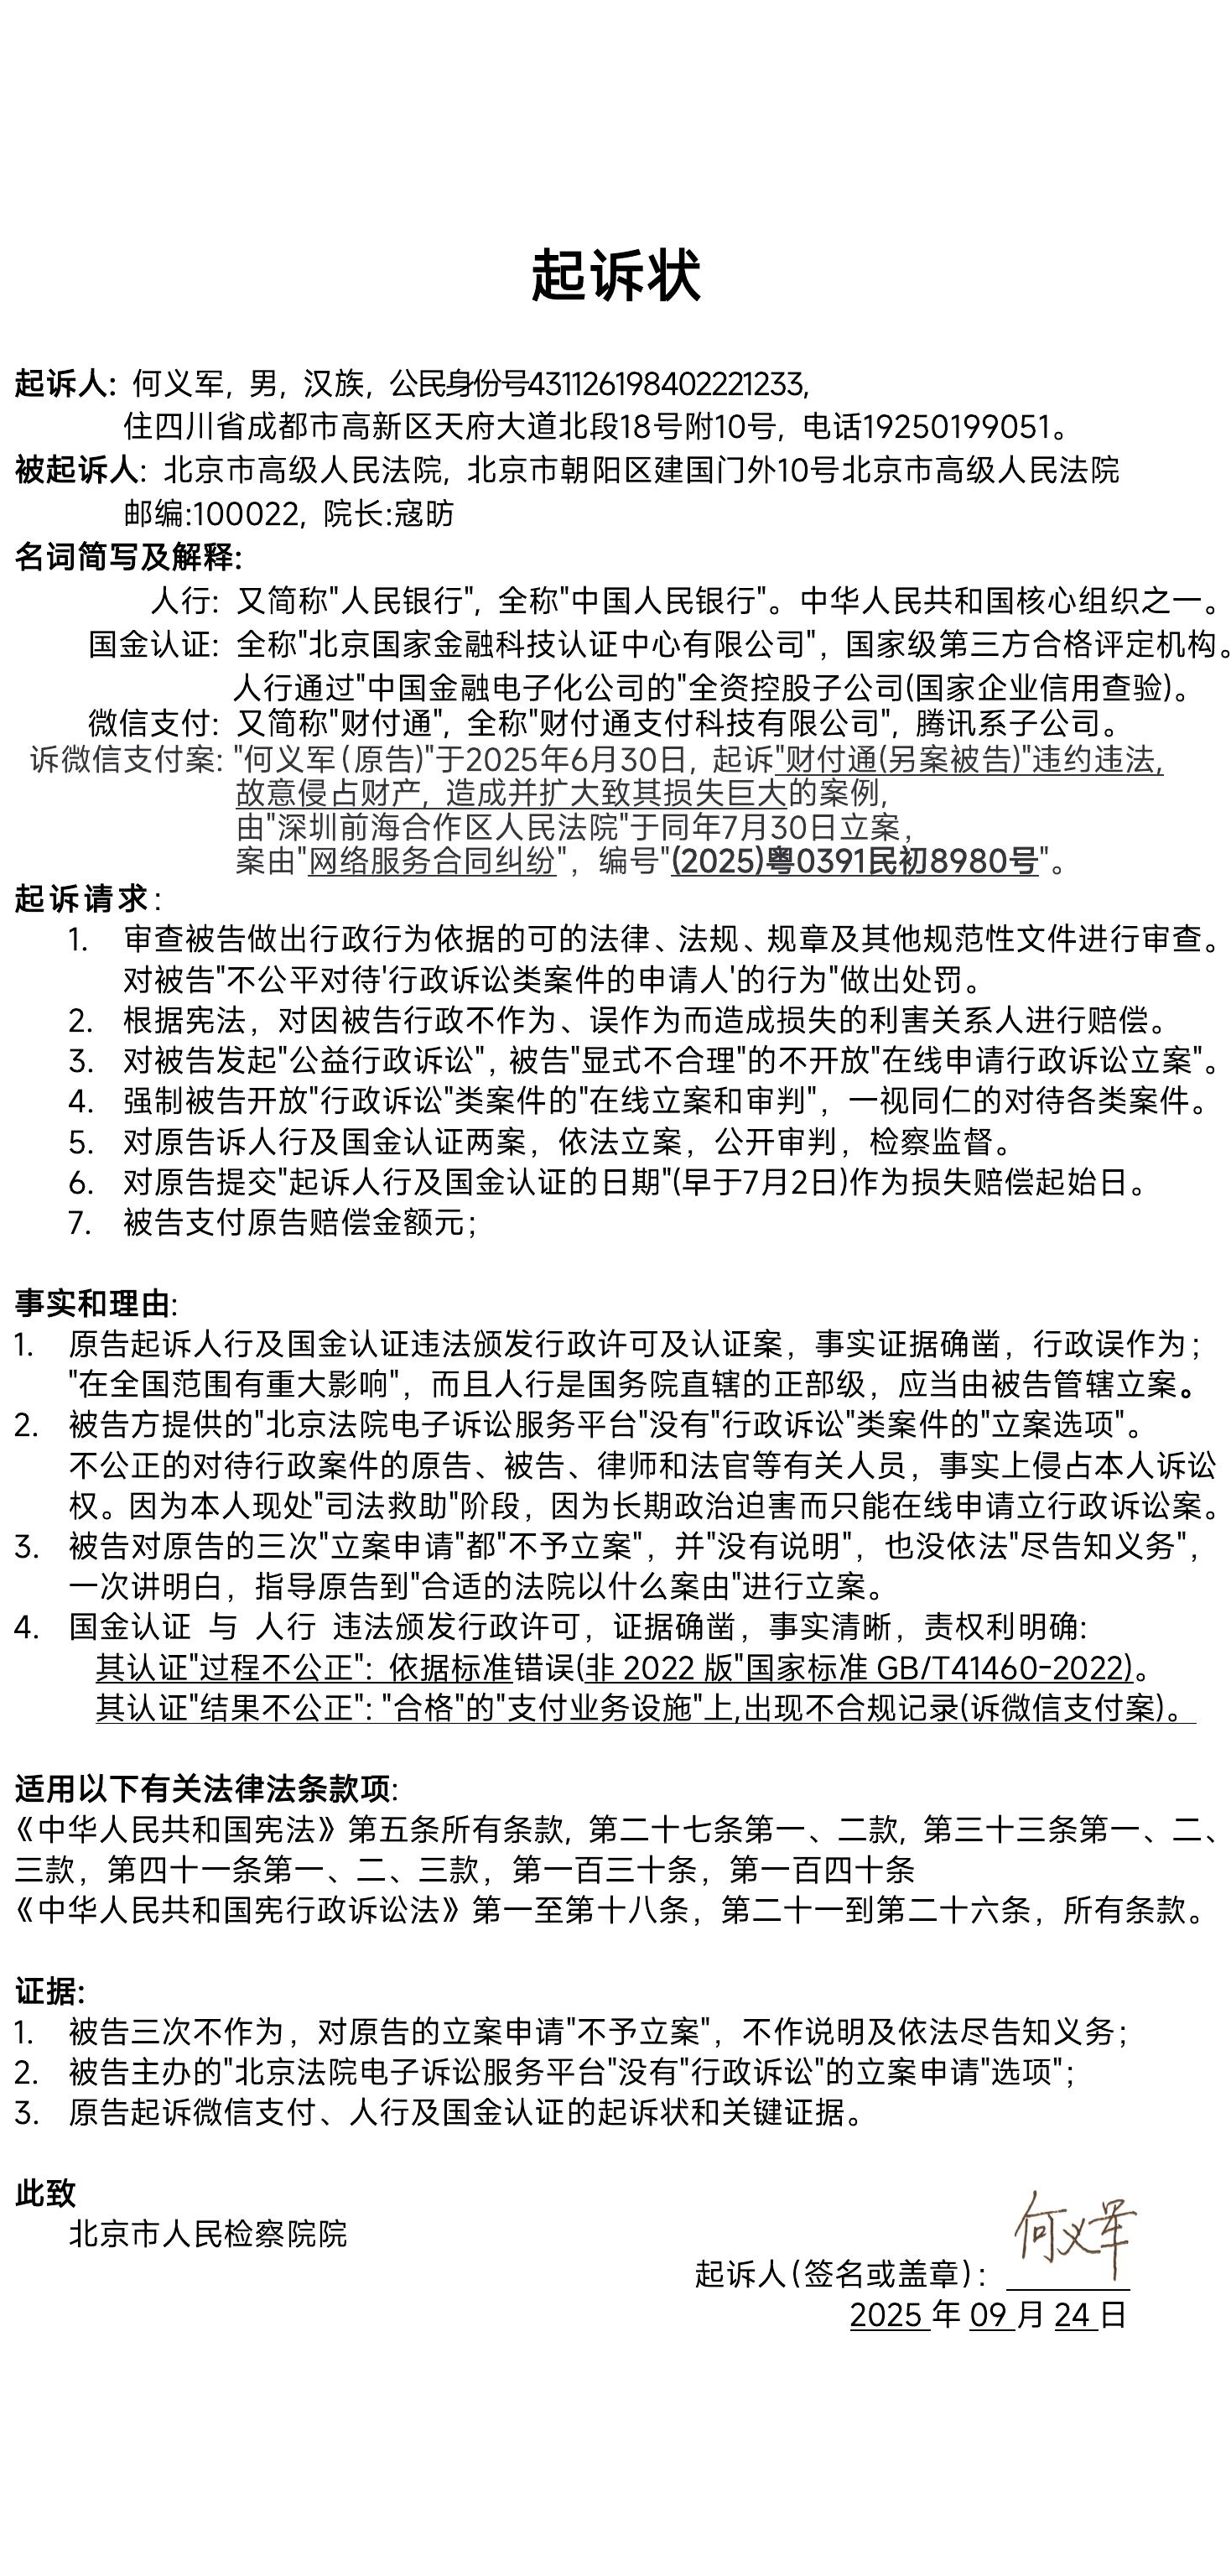 起诉状
起诉人: 何义军, 男, 汉族, 公民身份号431126198402221233,
住四川省成都市高新区天府大道北段18号附10号, 电话19250199051。
被起诉人: 北京市高级人民法院, 北京市朝阳区建国门外10号北京市高级人民法院
邮编:100022, 院长:寇昉
名词简写及解释:
人行: 又简称"人民银行", 全称"中国人民银行"。中华人民共和国核心组织之一。
国金认证: 全称"北京国家金融科技认证中心有限公司", 国家级第三方合格评定机构。
人行通过"中国金融电子化公司的"全资控股子公司(国家企业信用查验)。
微信支付: 又简称"财付通", 全称"财付通支付科技有限公司", 腾讯系子公司。
诉微信支付案: "何义军(原告)"于2025年6月30日, 起诉"财付通(另案被告)"违约违法,
故意侵占财产, 造成并扩大致其损失巨大的案例,
由"深圳前海合作区人民法院"于同年7月30日立案,
案由"网络服务合同纠纷", 编号"(2025)粤0391民初8980号"。
起诉请求:
1. 审查被告做出行政行为依据的可的法律、法规、规章及其他规范性文件进行审查。
对被告"不公平对待'行政诉讼类案件的申请人'的行为"做出处罚。
2. 根据宪法, 对因被告行政不作为、误作为而造成损失的利害关系人进行赔偿。
3. 对被告发起"公益行政诉讼", 被告"显式不合理"的不开放"在线申请行政诉讼立案"。
4. 强制被告开放"行政诉讼"类案件的"在线立案和审判", 一视同仁的对待各类案件。
5. 对原告诉人行及国金认证两案, 依法立案, 公开审判, 检察监督。
6. 对原告提交"起诉人行及国金认证的日期"(早于7月2日)作为损失赔偿起始日。
7. 被告支付原告赔偿金额元;
事实和理由:
1. 原告起诉人行及国金认证违法颁发行政许可及认证案, 事实证据确凿, 行政误作为;
"在全国范围有重大影响", 而且人行是国务院直辖的正部级, 应当由被告管辖立案。
2. 被告方提供的"北京法院电子诉讼服务平台"没有"行政诉讼"类案件的"立案选项"。
不公正的对待行政案件的原告、被告、律师和法官等有关人员, 事实上侵占本人诉讼
权。因为本人现处"司法救助"阶段, 因为长期政治迫害而只能在线申请立行政诉讼案。
3. 被告对原告的三次"立案申请"都"不予立案", 并"没有说明", 也没依法"尽告知义务",
一次讲明白, 指导原告到"合适的法院以什么案由"进行立案。
4. 国金认证 与 人行 违法颁发行政许可, 证据确凿, 事实清晰, 责权利明确:
其认证"过程不公正": 依据标准错误(非 2022 版"国家标准 GB/T41460-2022)。
其认证"结果不公正": "合格"的"支付业务设施"上,出现不合规记录(诉微信支付案)。
适用以下有关法律法条款项:
《中华人民共和国宪法》第五条所有条款, 第二十七条第一、二款, 第三十三条第一、二、
三款, 第四十一条第一、二、三款, 第一百三十条, 第一百四十条
《中华人民共和国宪行政诉讼法》第一至第十八条, 第二十一到第二十六条, 所有条款。
证据:
1. 被告三次不作为, 对原告的立案申请"不予立案", 不作说明及依法尽告知义务;
2. 被告主办的"北京法院电子诉讼服务平台"没有"行政诉讼"的立案申请"选项";
3. 原告起诉微信支付、人行及国金认证的起诉状和关键证据。
此致
北京市人民检察院院
何义军
起诉人(签名或盖章):
2025 年 09 月 24 日